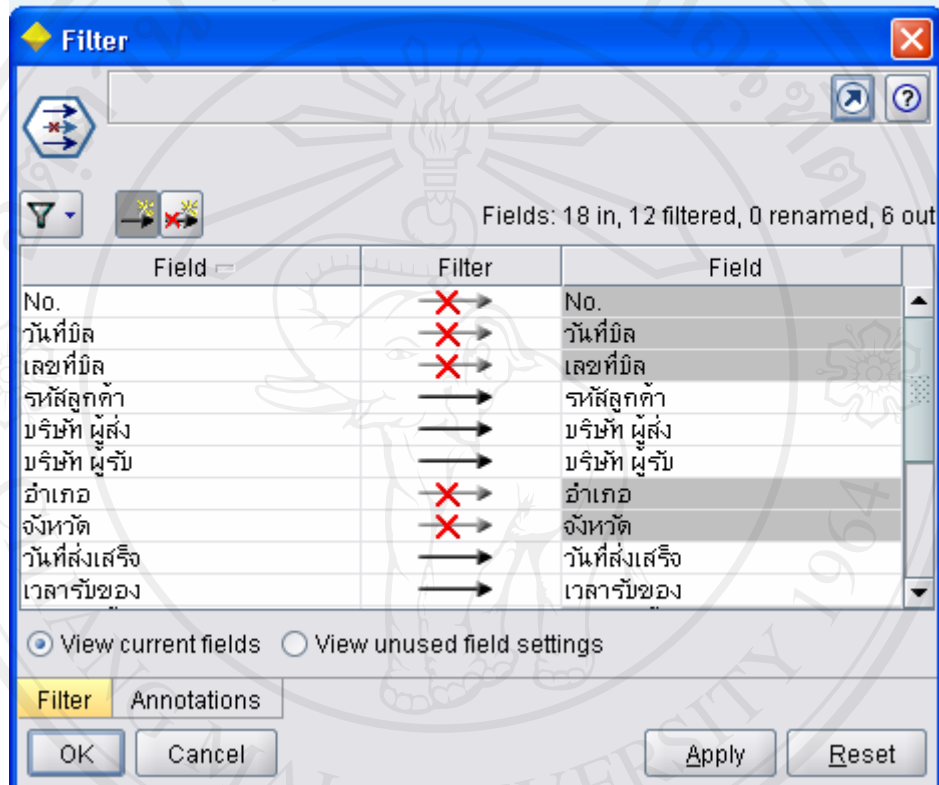 Filter
Fields: 18 in, 12 filtered, 0 renamed, 6 out
Field Filter Field
No. No.
วันที่บิล วันที่บิล
เลขที่บิล เลขที่บิล
รหัสลูกค้า รหัสลูกค้า
บริษัท ผู้ส่ง บริษัท ผู้ส่ง
บริษัท ผู้รับ บริษัท ผู้รับ
อำเภอ อำเภอ
จังหวัด จังหวัด
วันที่ส่งเสร็จ วันที่ส่งเสร็จ
เวลารับของ เวลารับของ
View current fields View unused field settings
Filter Annotations
OK Cancel Apply Reset